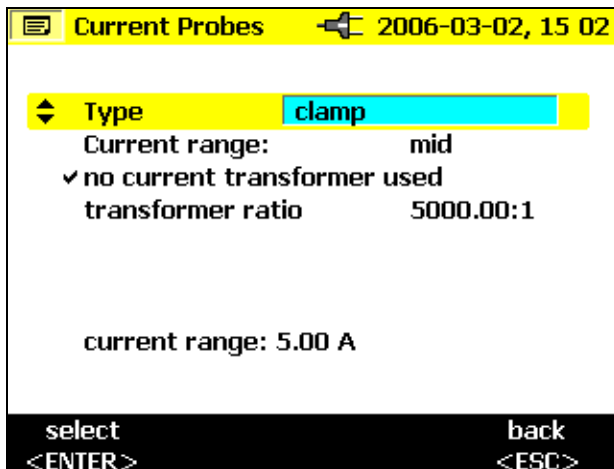 Current Probes 2006-03-02, 15 02
Type clamp
Current range: mid
✓ no current transformer used
transformer ratio 5000.00:1
current range: 5.00 A
select back
<ENTER> <ESC>